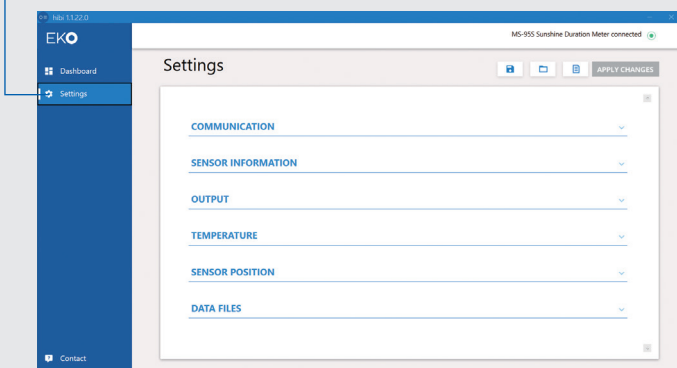 hibi 1.1.22.0
EKO
MS-95S Sunshine Duration Meter connected
Dashboard
Settings
Settings
APPLY CHANGES
COMMUNICATION
SENSOR INFORMATION
OUTPUT
TEMPERATURE
SENSOR POSITION
DATA FILES
Contact